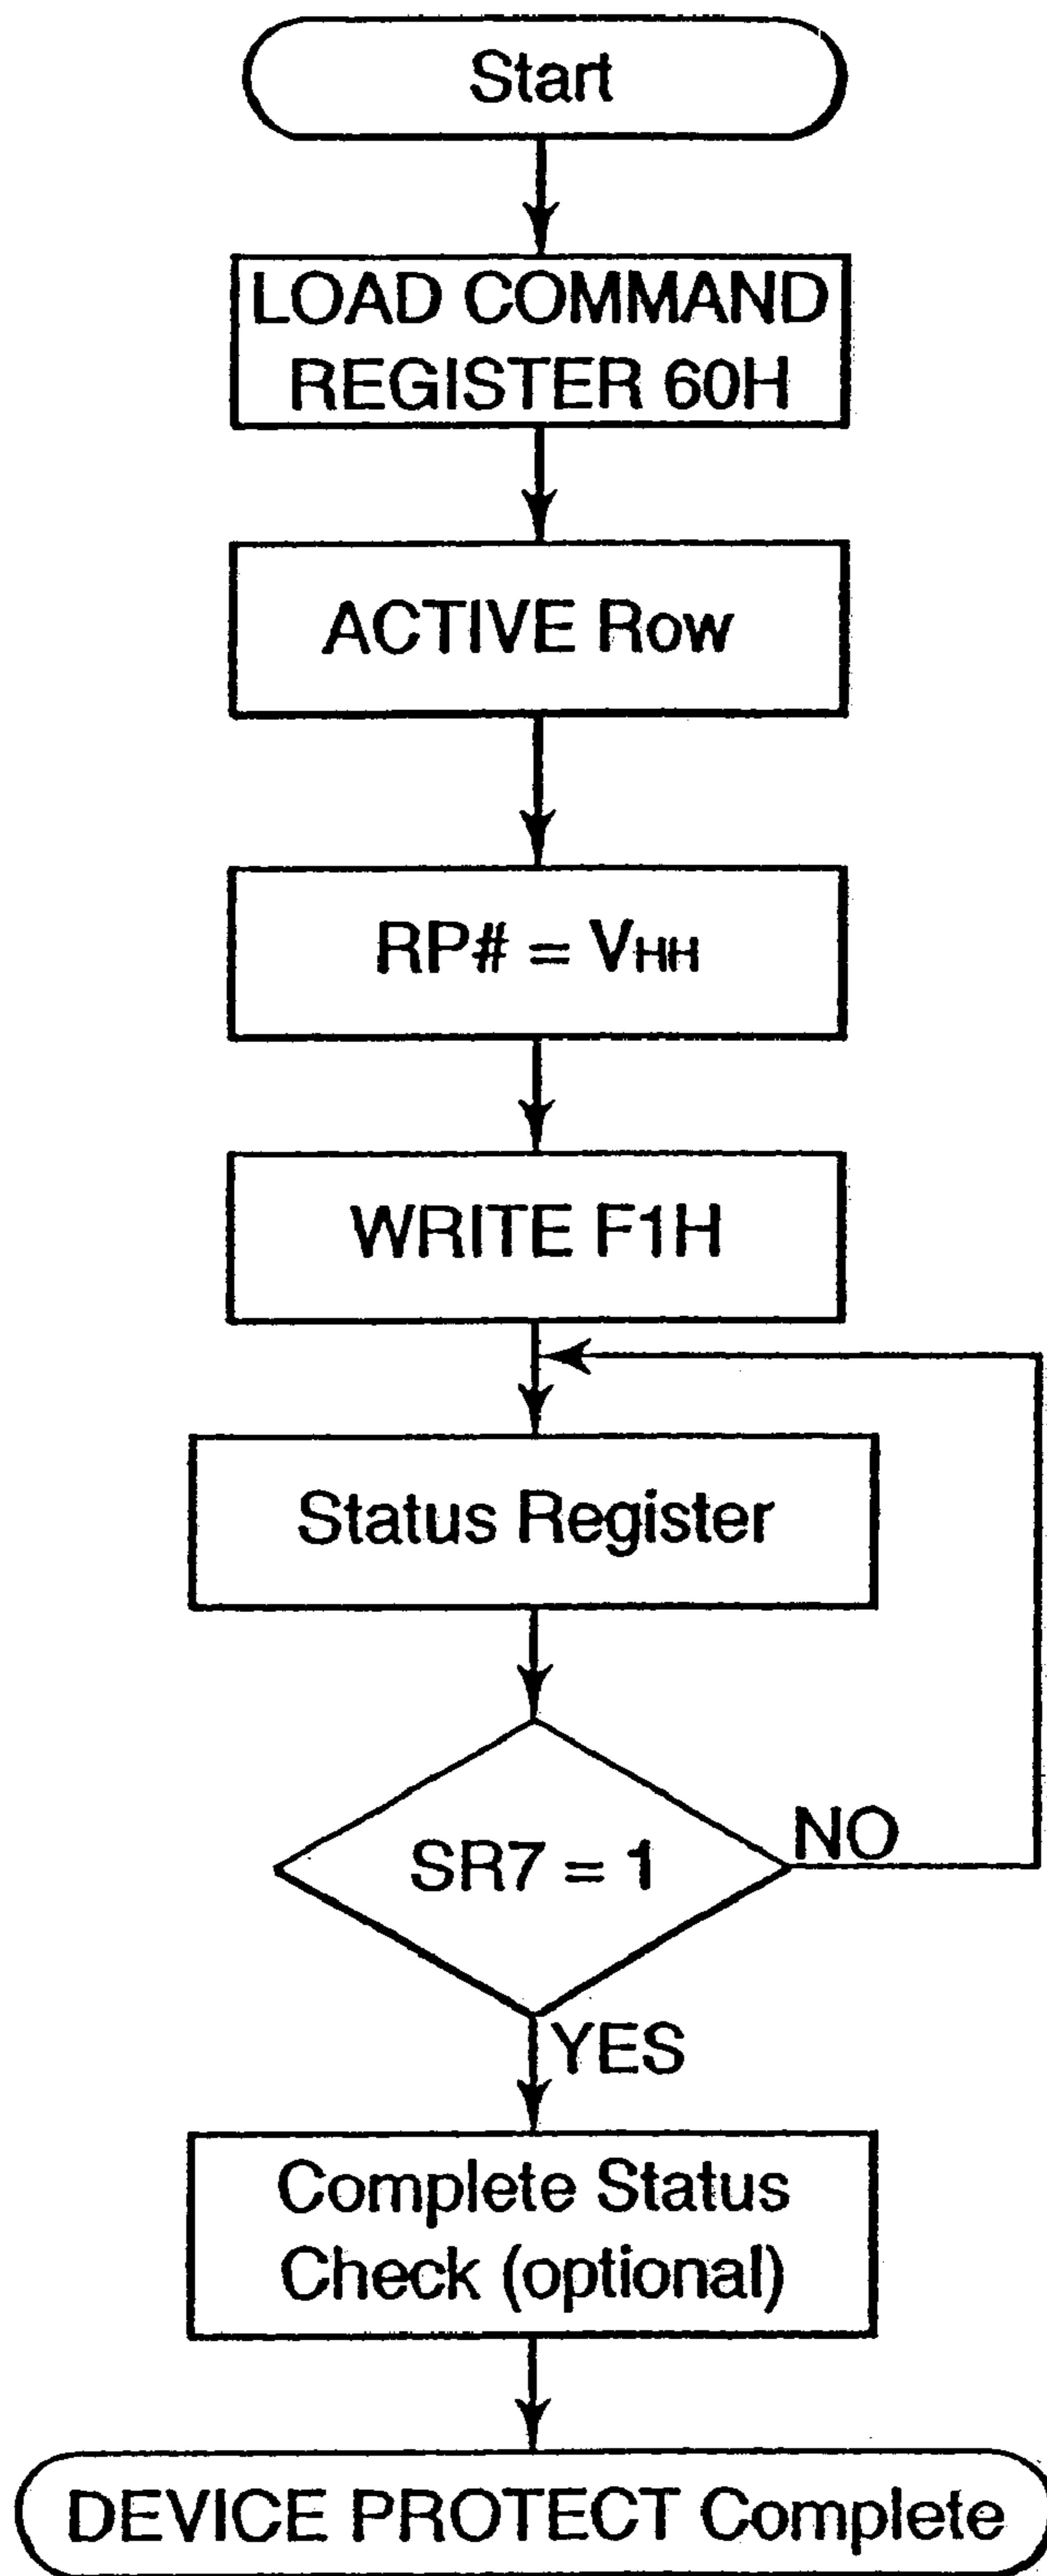 Start
LOAD COMMAND
REGISTER 60H
ACTIVE Row
RP# = VHH
WRITE F1H
Status Register
SR7 = 1
NO
YES
Complete Status
Check (optional)
DEVICE PROTECT Complete